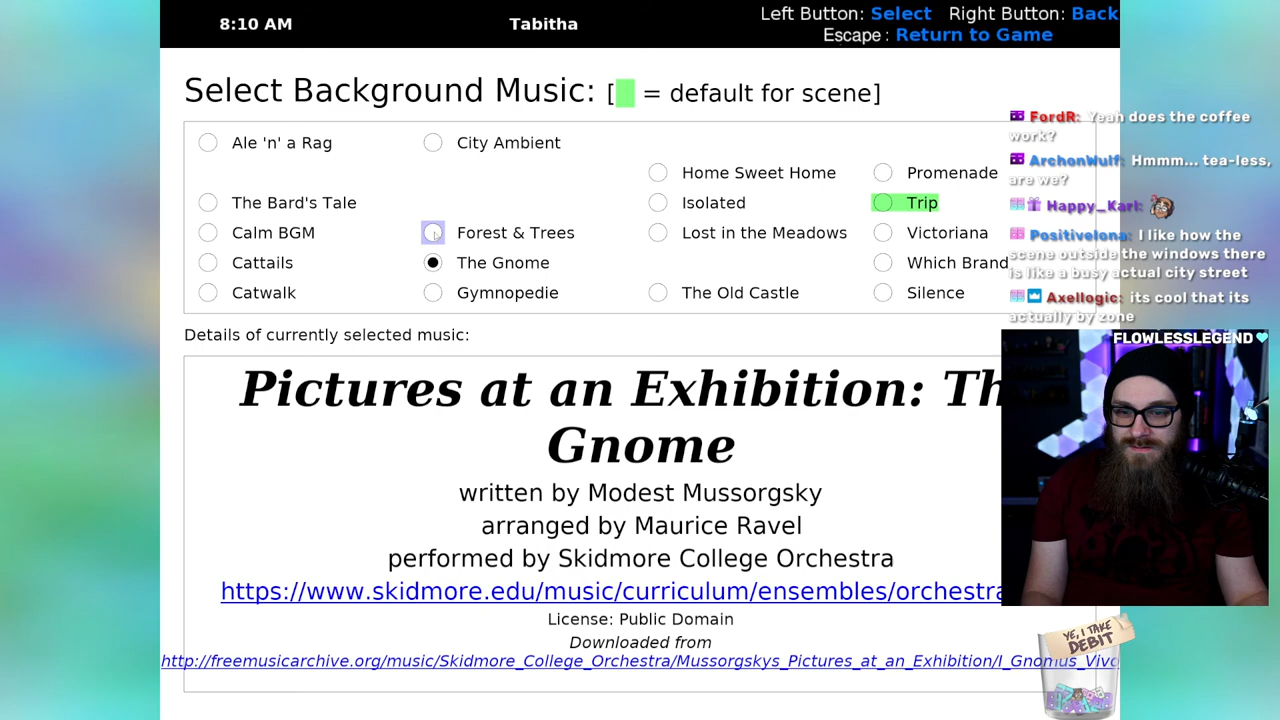 8:10 AM
Tabitha
Left Button: Select Right Button: Back
Escape : Return to Game
Select Background Music: [ = default for scene]
Ale 'n' a Rag
City Ambient
Home Sweet Home
Promenade
The Bard's Tale
Isolated
Trip
Calm BGM
Forest & Trees
Lost in the Meadows
Victoriana
Cattails
The Gnome
Which Brand
Catwalk
Gymnopedie
The Old Castle
Silence
FordR: Yeah does the coffee
work?
ArchonWulf: Hmmm... tea-less,
are we?
Happy_Karl:
PositiveIona: I like how the
scene outside the windows there
is like a busy actual city street
Axellogic: its cool that its
actually by zone
FLOWLESSLEGEND
Details of currently selected music:
Pictures at an Exhibition: Th
Gnome
written by Modest Mussorgsky
arranged by Maurice Ravel
performed by Skidmore College Orchestra
https://www.skidmore.edu/music/curriculum/ensembles/orchestra
License: Public Domain
Downloaded from
http://freemusicarchive.org/music/Skidmore_College_Orchestra/Mussorgskys_Pictures_at_an_Exhibition/I_Gnomus_Viva
YE, I TAKE
DEBIT